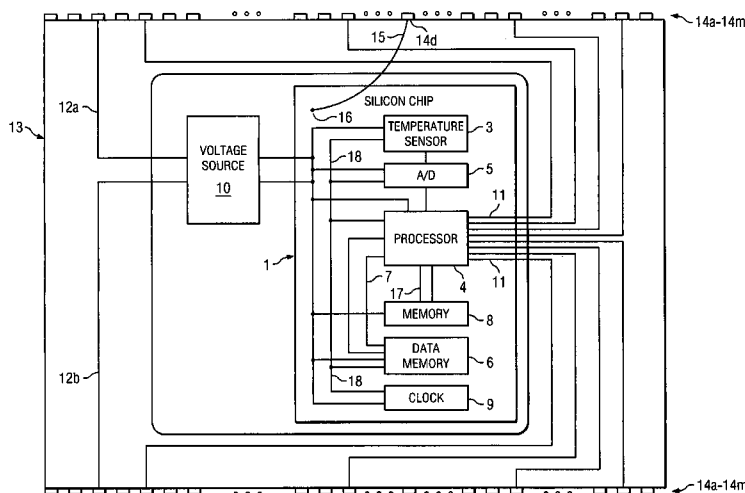 14a-14m
15
14d
12a
13
SILICON CHIP
16
TEMPERATURE
SENSOR
3
VOLTAGE
SOURCE
10
18
A/D
5
11
PROCESSOR
1
7
17
4
11
MEMORY
8
12b
DATA
MEMORY
6
18
CLOCK
9
14a-14m